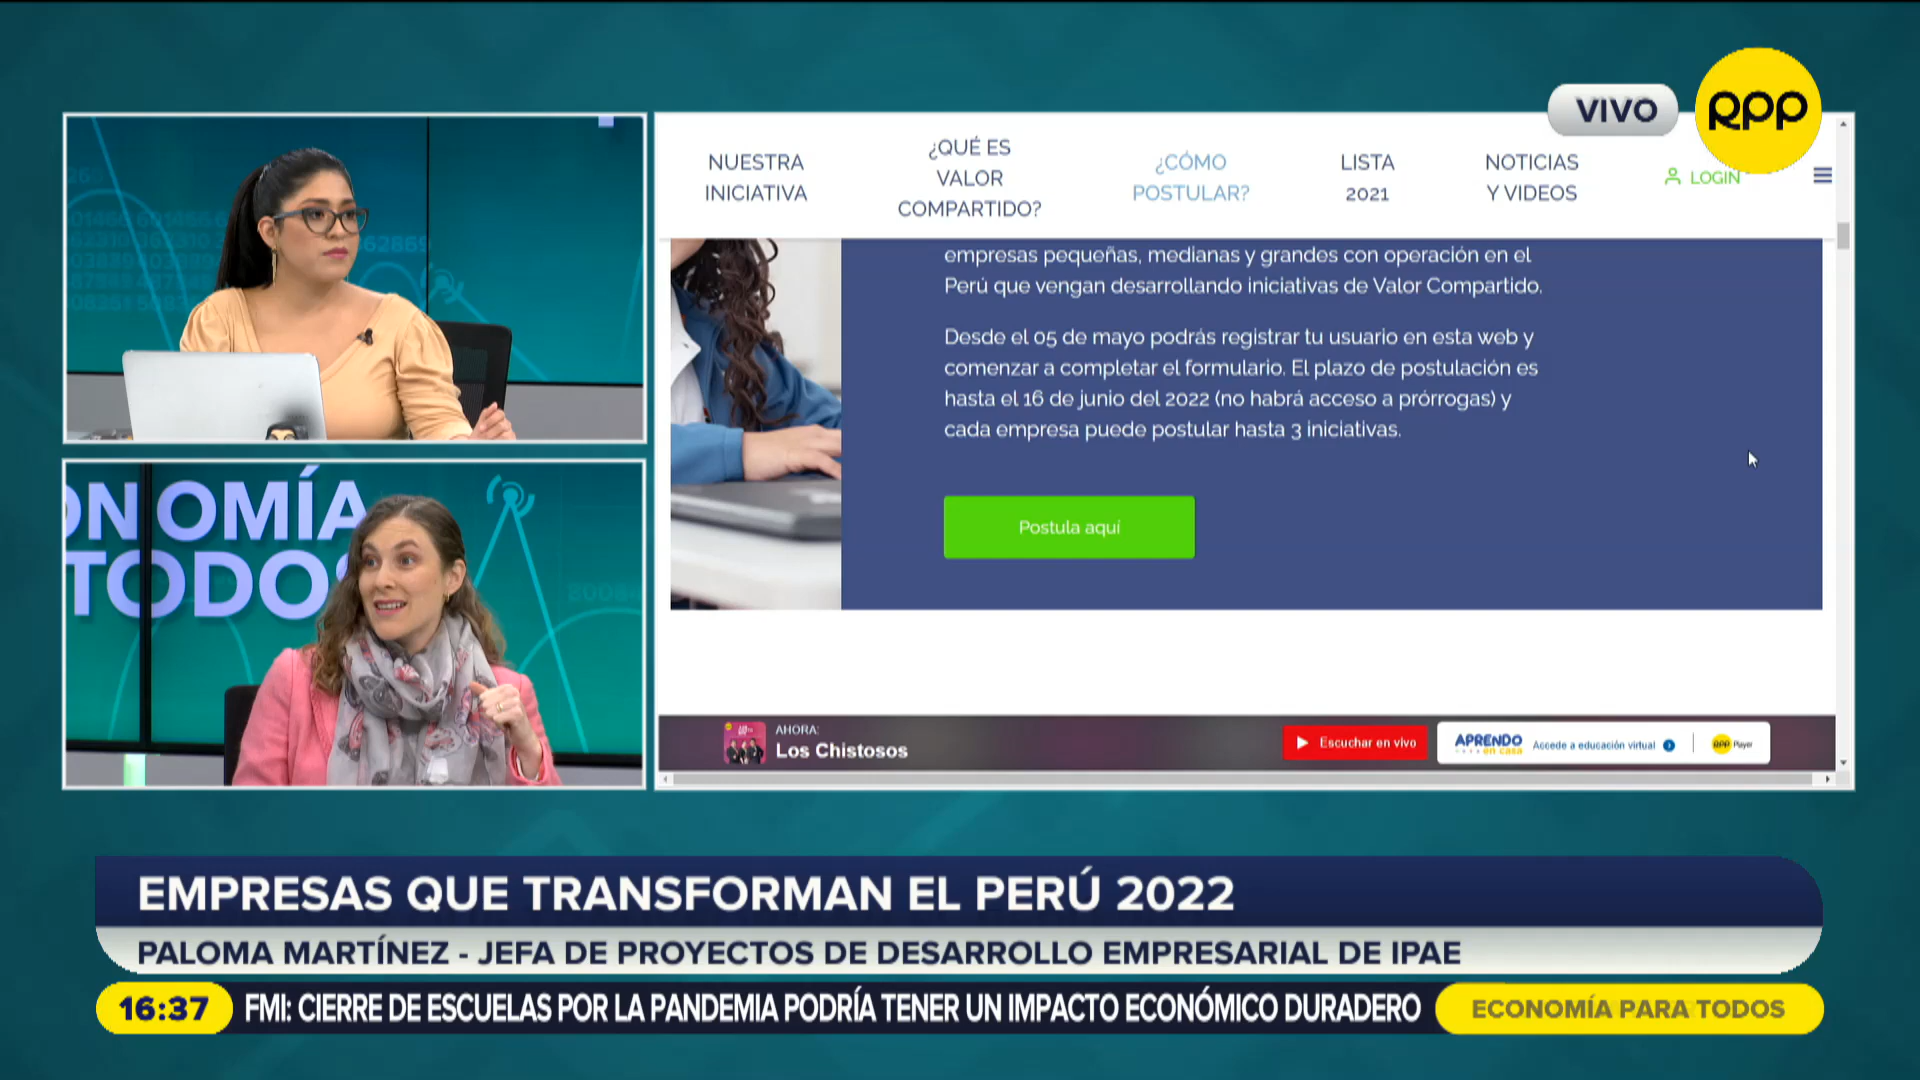 VIVO
RPP
NUESTRA
INICIATIVA
¿QUÉ ES
VALOR
COMPARTIDO?
¿CÓMO
POSTULAR?
LISTA
2021
NOTICIAS
Y VIDEOS
LOGIN
empresas pequeñas, medianas y grandes con operación en el
Perú que vengan desarrollando iniciativas de Valor Compartido.
Desde el 05 de mayo podrás registrar tu usuario en esta web y
comenzar a completar el formulario. El plazo de postulación es
hasta el 16 de junio del 2022 (no habrá acceso a prórrogas) y
cada empresa puede postular hasta 3 iniciativas.
Postula aquí
ONOMÍA
TODOS
AHORA:
Los Chistosos
Escuchar en vivo
APRENDO
en casa
Accede a educación virtual
RPP Player
EMPRESAS QUE TRANSFORMAN EL PERÚ 2022
PALOMA MARTÍNEZ - JEFA DE PROYECTOS DE DESARROLLO EMPRESARIAL DE IPAE
16:37
FMI: CIERRE DE ESCUELAS POR LA PANDEMIA PODRÍA TENER UN IMPACTO ECONÓMICO DURADERO
ECONOMÍA PARA TODOS